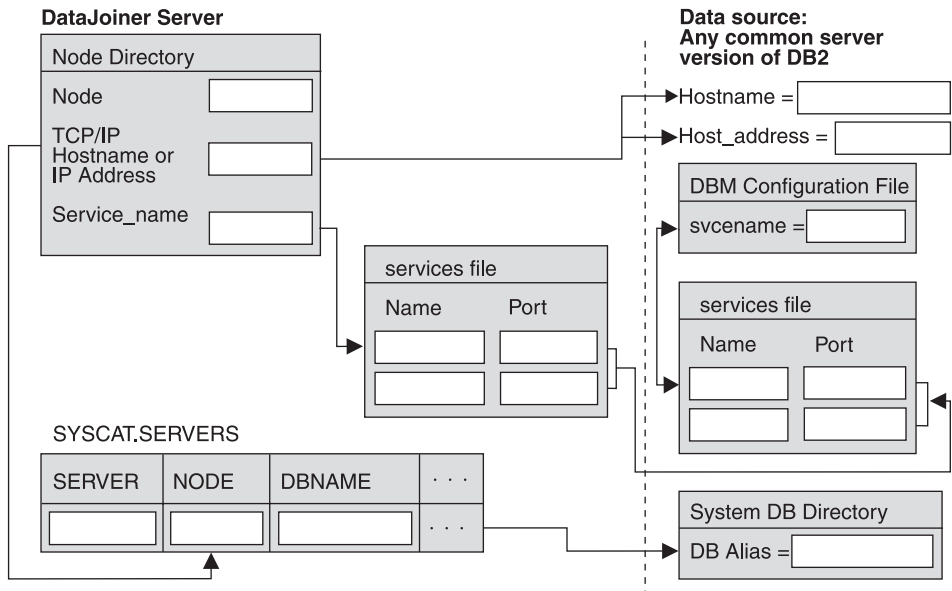 DataJoiner Server
Node Directory
Node
TCP/IP
Hostname or
IP Address
Service_name
services file
Name Port
SYSCAT.SERVERS
SERVER NODE DBNAME . . .
. . .
Data source:
Any common server
version of DB2
Hostname =
Host_address =
DBM Configuration File
svcename =
services file
Name Port
System DB Directory
DB Alias =